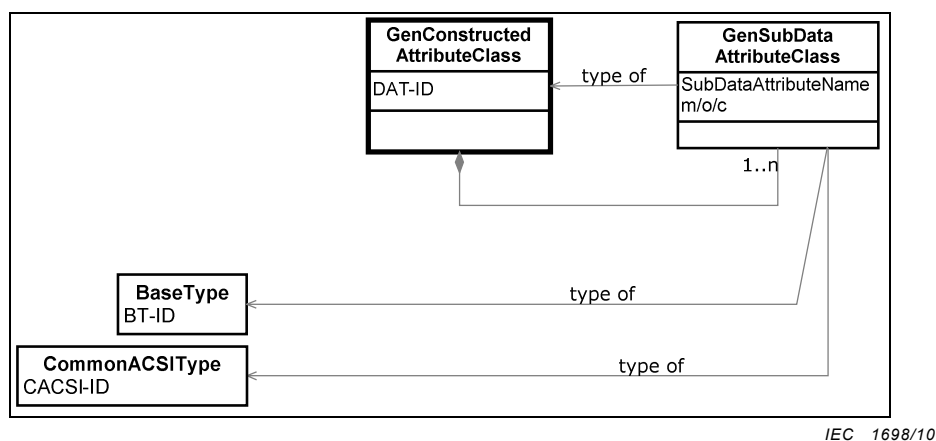 GenConstructed
AttributeClass
DAT-ID
type of
GenSubData
AttributeClass
SubDataAttributeName
m/o/c
1..n
BaseType
BT-ID
type of
CommonACSIType
CACSI-ID
type of
IEC 1698/10